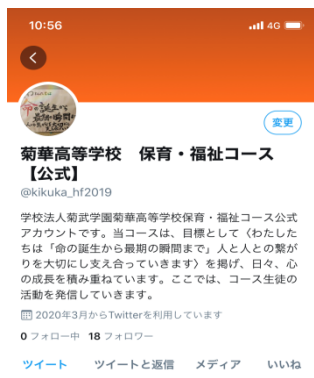 10:56
4G
変更
菊華高等学校　保育・福祉コース
【公式】
@kikuka_hf2019
学校法人菊武学園菊華高等学校保育・福祉コース公式
アカウントです。当コースは、目標として〈わたした
ちは「命の誕生から最期の瞬間まで」人と人との繋が
りを大切にし支え合っていきます〉を掲げ、日々、心
の成長を積み重ねています。ここでは、コース生徒の
活動を発信していきます。
2020年3月からTwitterを利用しています
0 フォロー中 18 フォロワー
ツイート ツイートと返信 メディア いいね